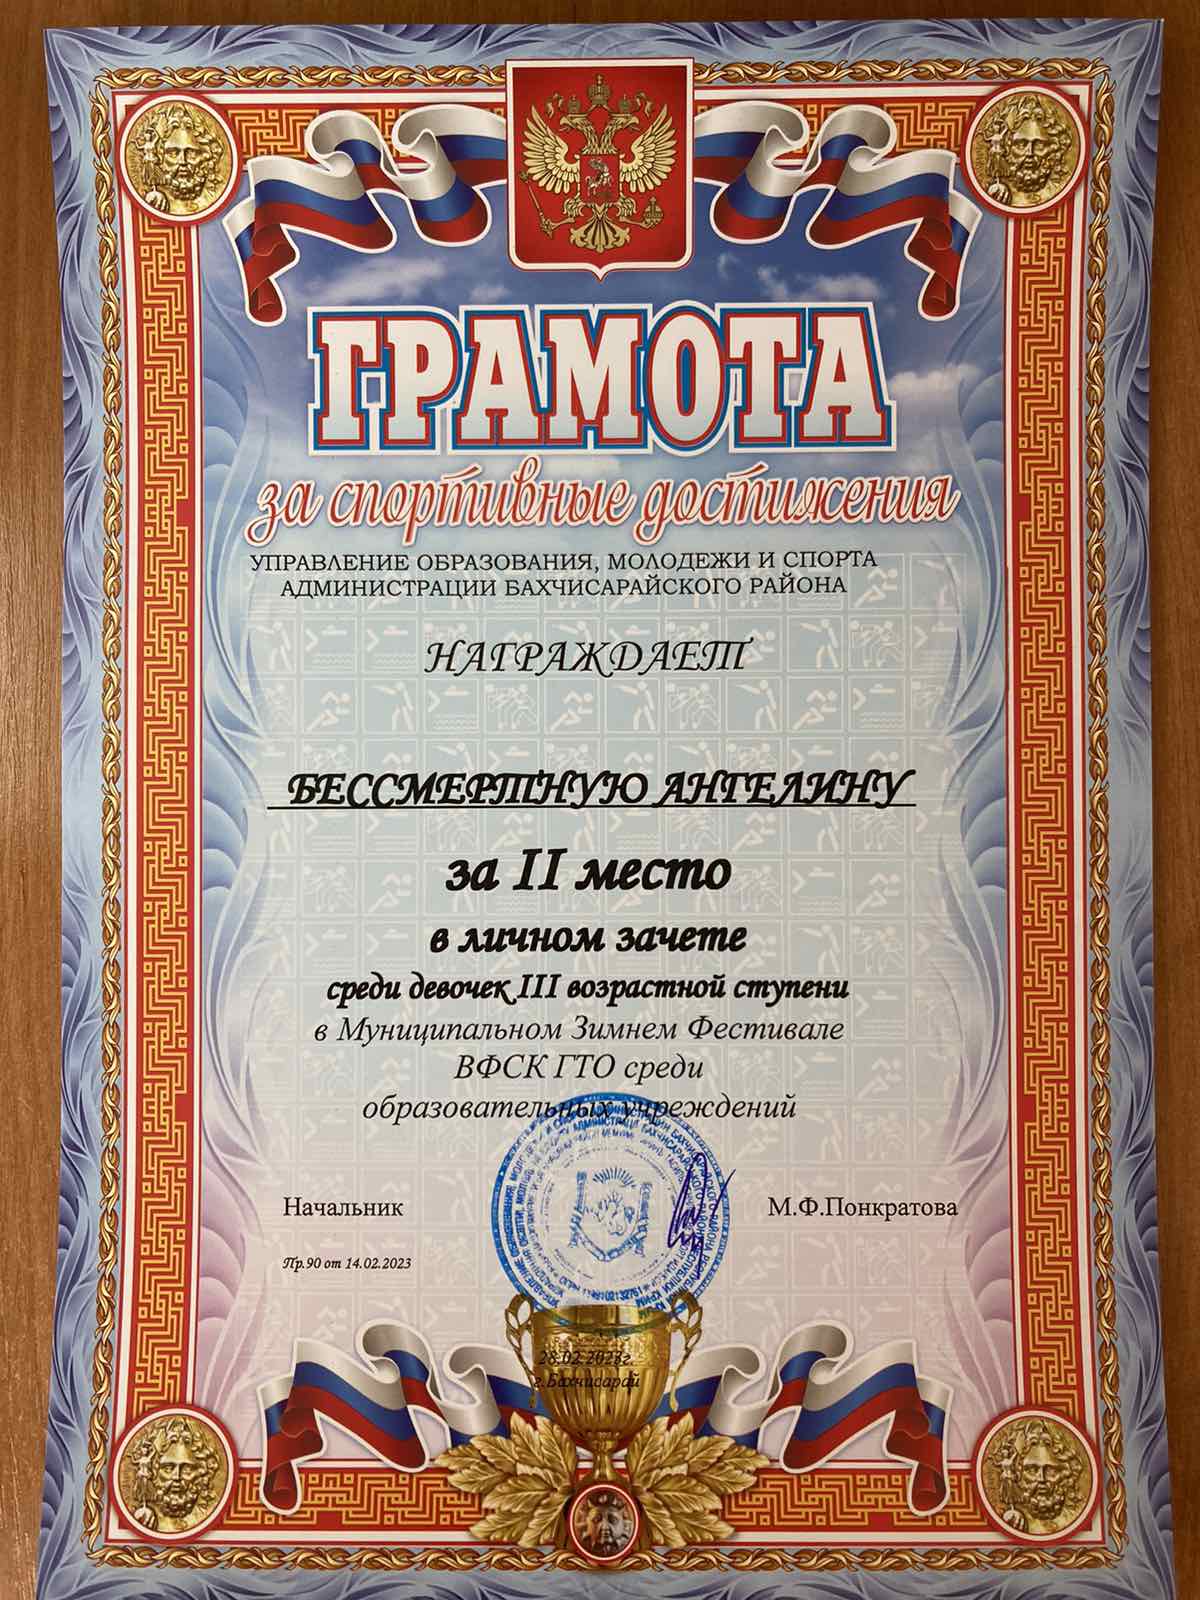 ГРАМОТА
за спортивные достижения
УПРАВЛЕНИЕ ОБРАЗОВАНИЯ, МОЛОДЕЖИ И СПОРТА
АДМИНИСТРАЦИИ БАХЧИСАРАЙСКОГО РАЙОНА
НАГРАЖДАЕТ
БЕССМЕРТНУЮ АНГЕЛИНУ
за II место
в личном зачете
среди девочек III возрастной ступени
в Муниципальном Зимнем Фестивале
ВФСК ГТО среди
образовательных учреждений
Начальник М.Ф.Понкратова
Пр.90 от 14.02.2023
28.02.2023г.
г.Бахчисарай